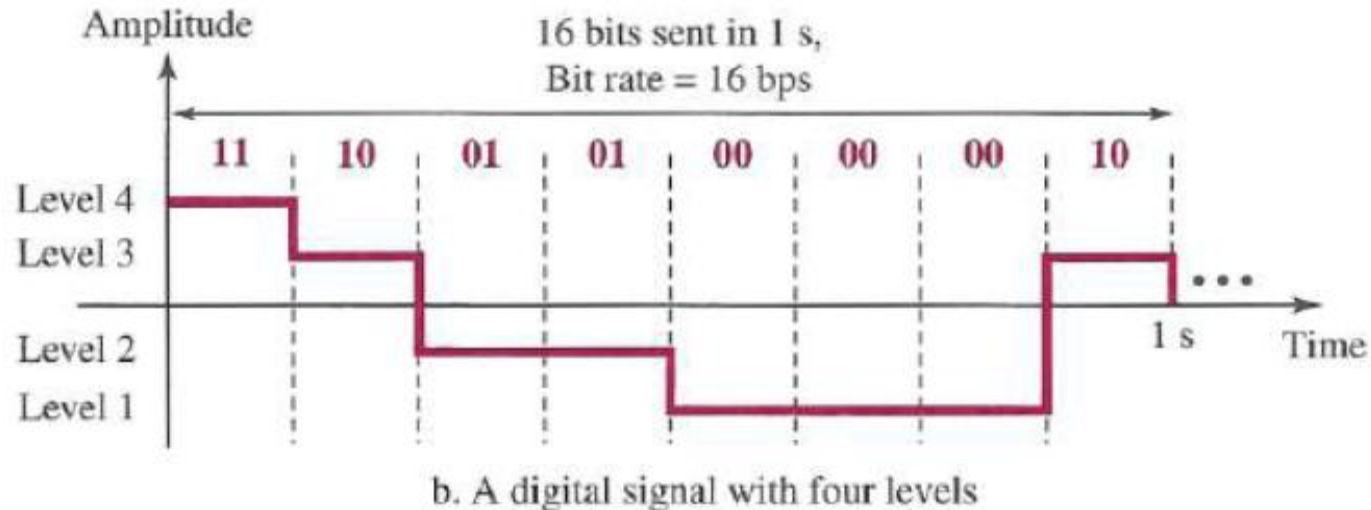 Amplitude
16 bits sent in 1 s,
Bit rate = 16 bps
11 10 01 01 00 00 00 10
Level 4
Level 3
•••
1 s Time
Level 2
Level 1
b. A digital signal with four levels